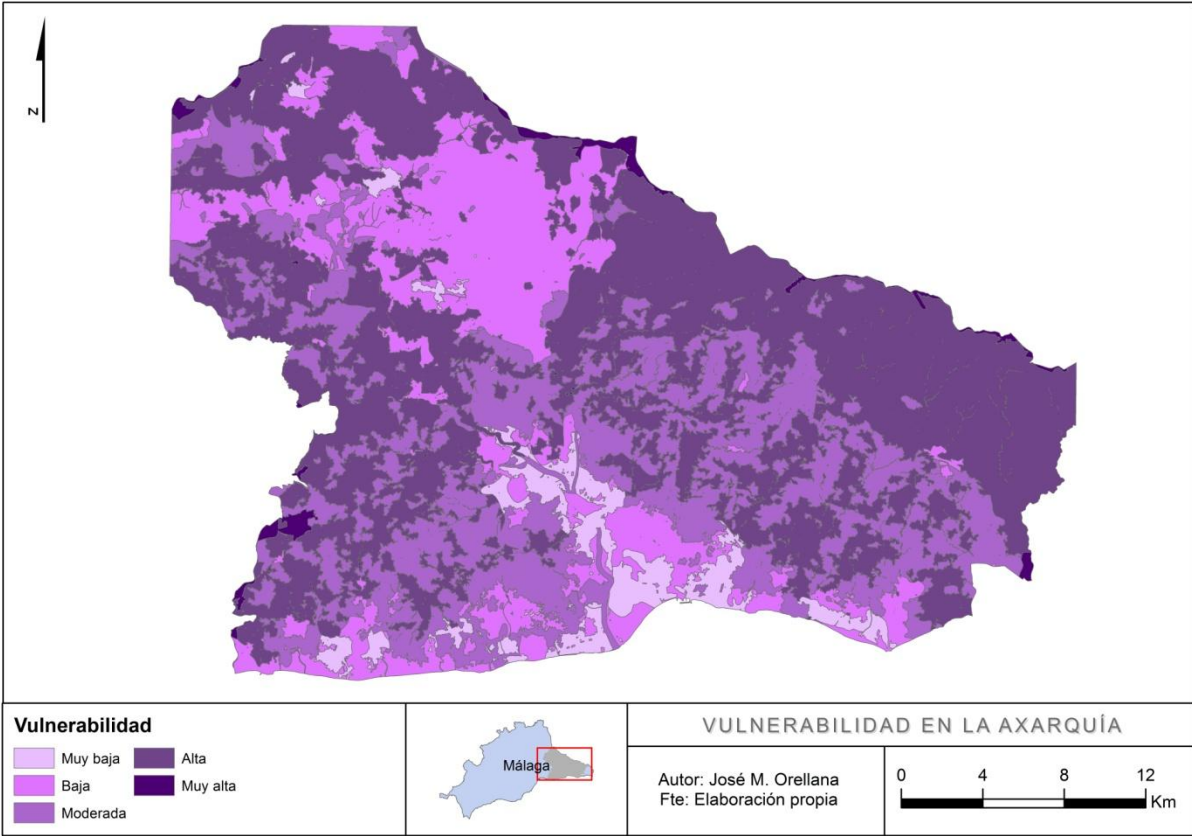 N
Vulnerabilidad
Muy baja
Alta
Baja
Muy alta
Moderada
Málaga
VULNERABILIDAD EN LA AXARQUÍA
Autor: José M. Orellana
Fte: Elaboración propia
0 4 8 12
Km